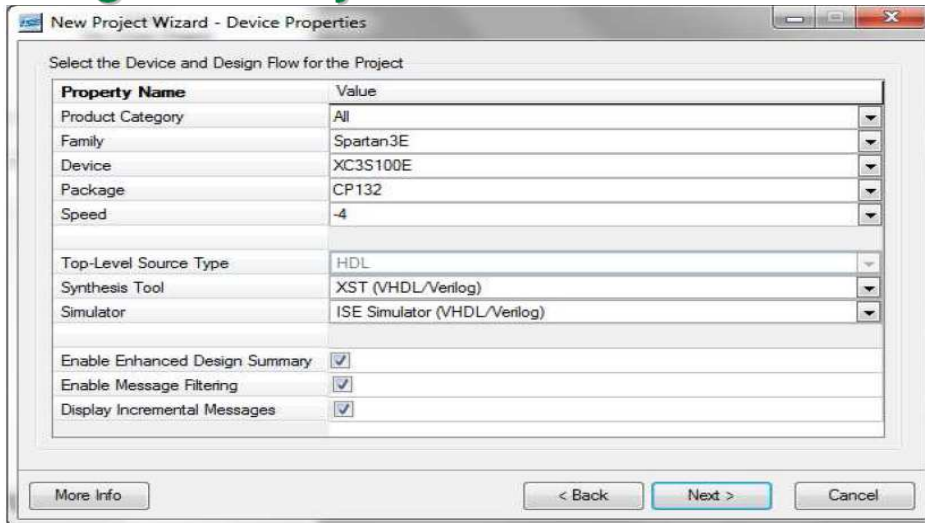 New Project Wizard - Device Properties
Select the Device and Design Flow for the Project
Property Name Value
Product Category All
Family Spartan3E
Device XC3S100E
Package CP132
Speed -4
Top-Level Source Type HDL
Synthesis Tool XST (VHDL/Verilog)
Simulator ISE Simulator (VHDL/Verilog)
Enable Enhanced Design Summary
Enable Message Filtering
Display Incremental Messages
More Info < Back Next > Cancel